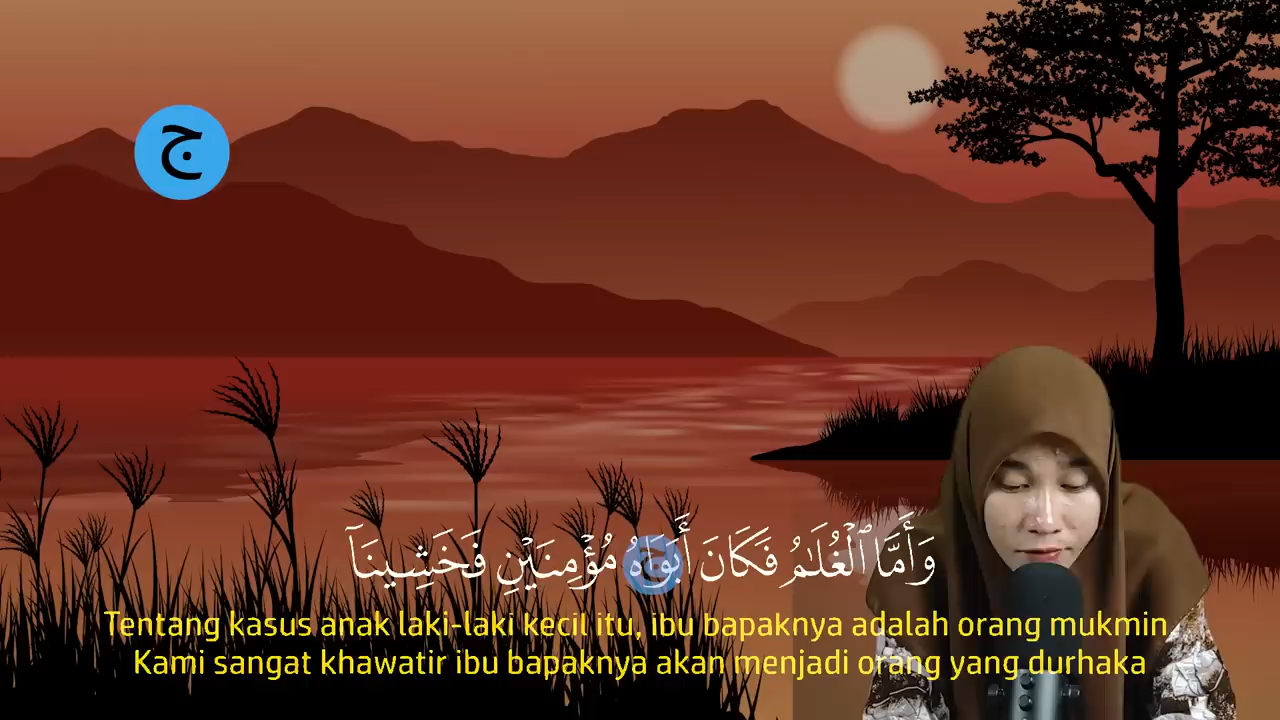 ج
وَأَمَّا ٱلْغُلَٰمُ فَكَانَ أَبَوَاهُ مُؤْمِنَيْنِ فَخَشِينَآ
ج
Tentang kasus anak laki-laki kecil itu, ibu bapaknya adalah orang mukmin.
Kami sangat khawatir ibu bapaknya akan menjadi orang yang durhaka